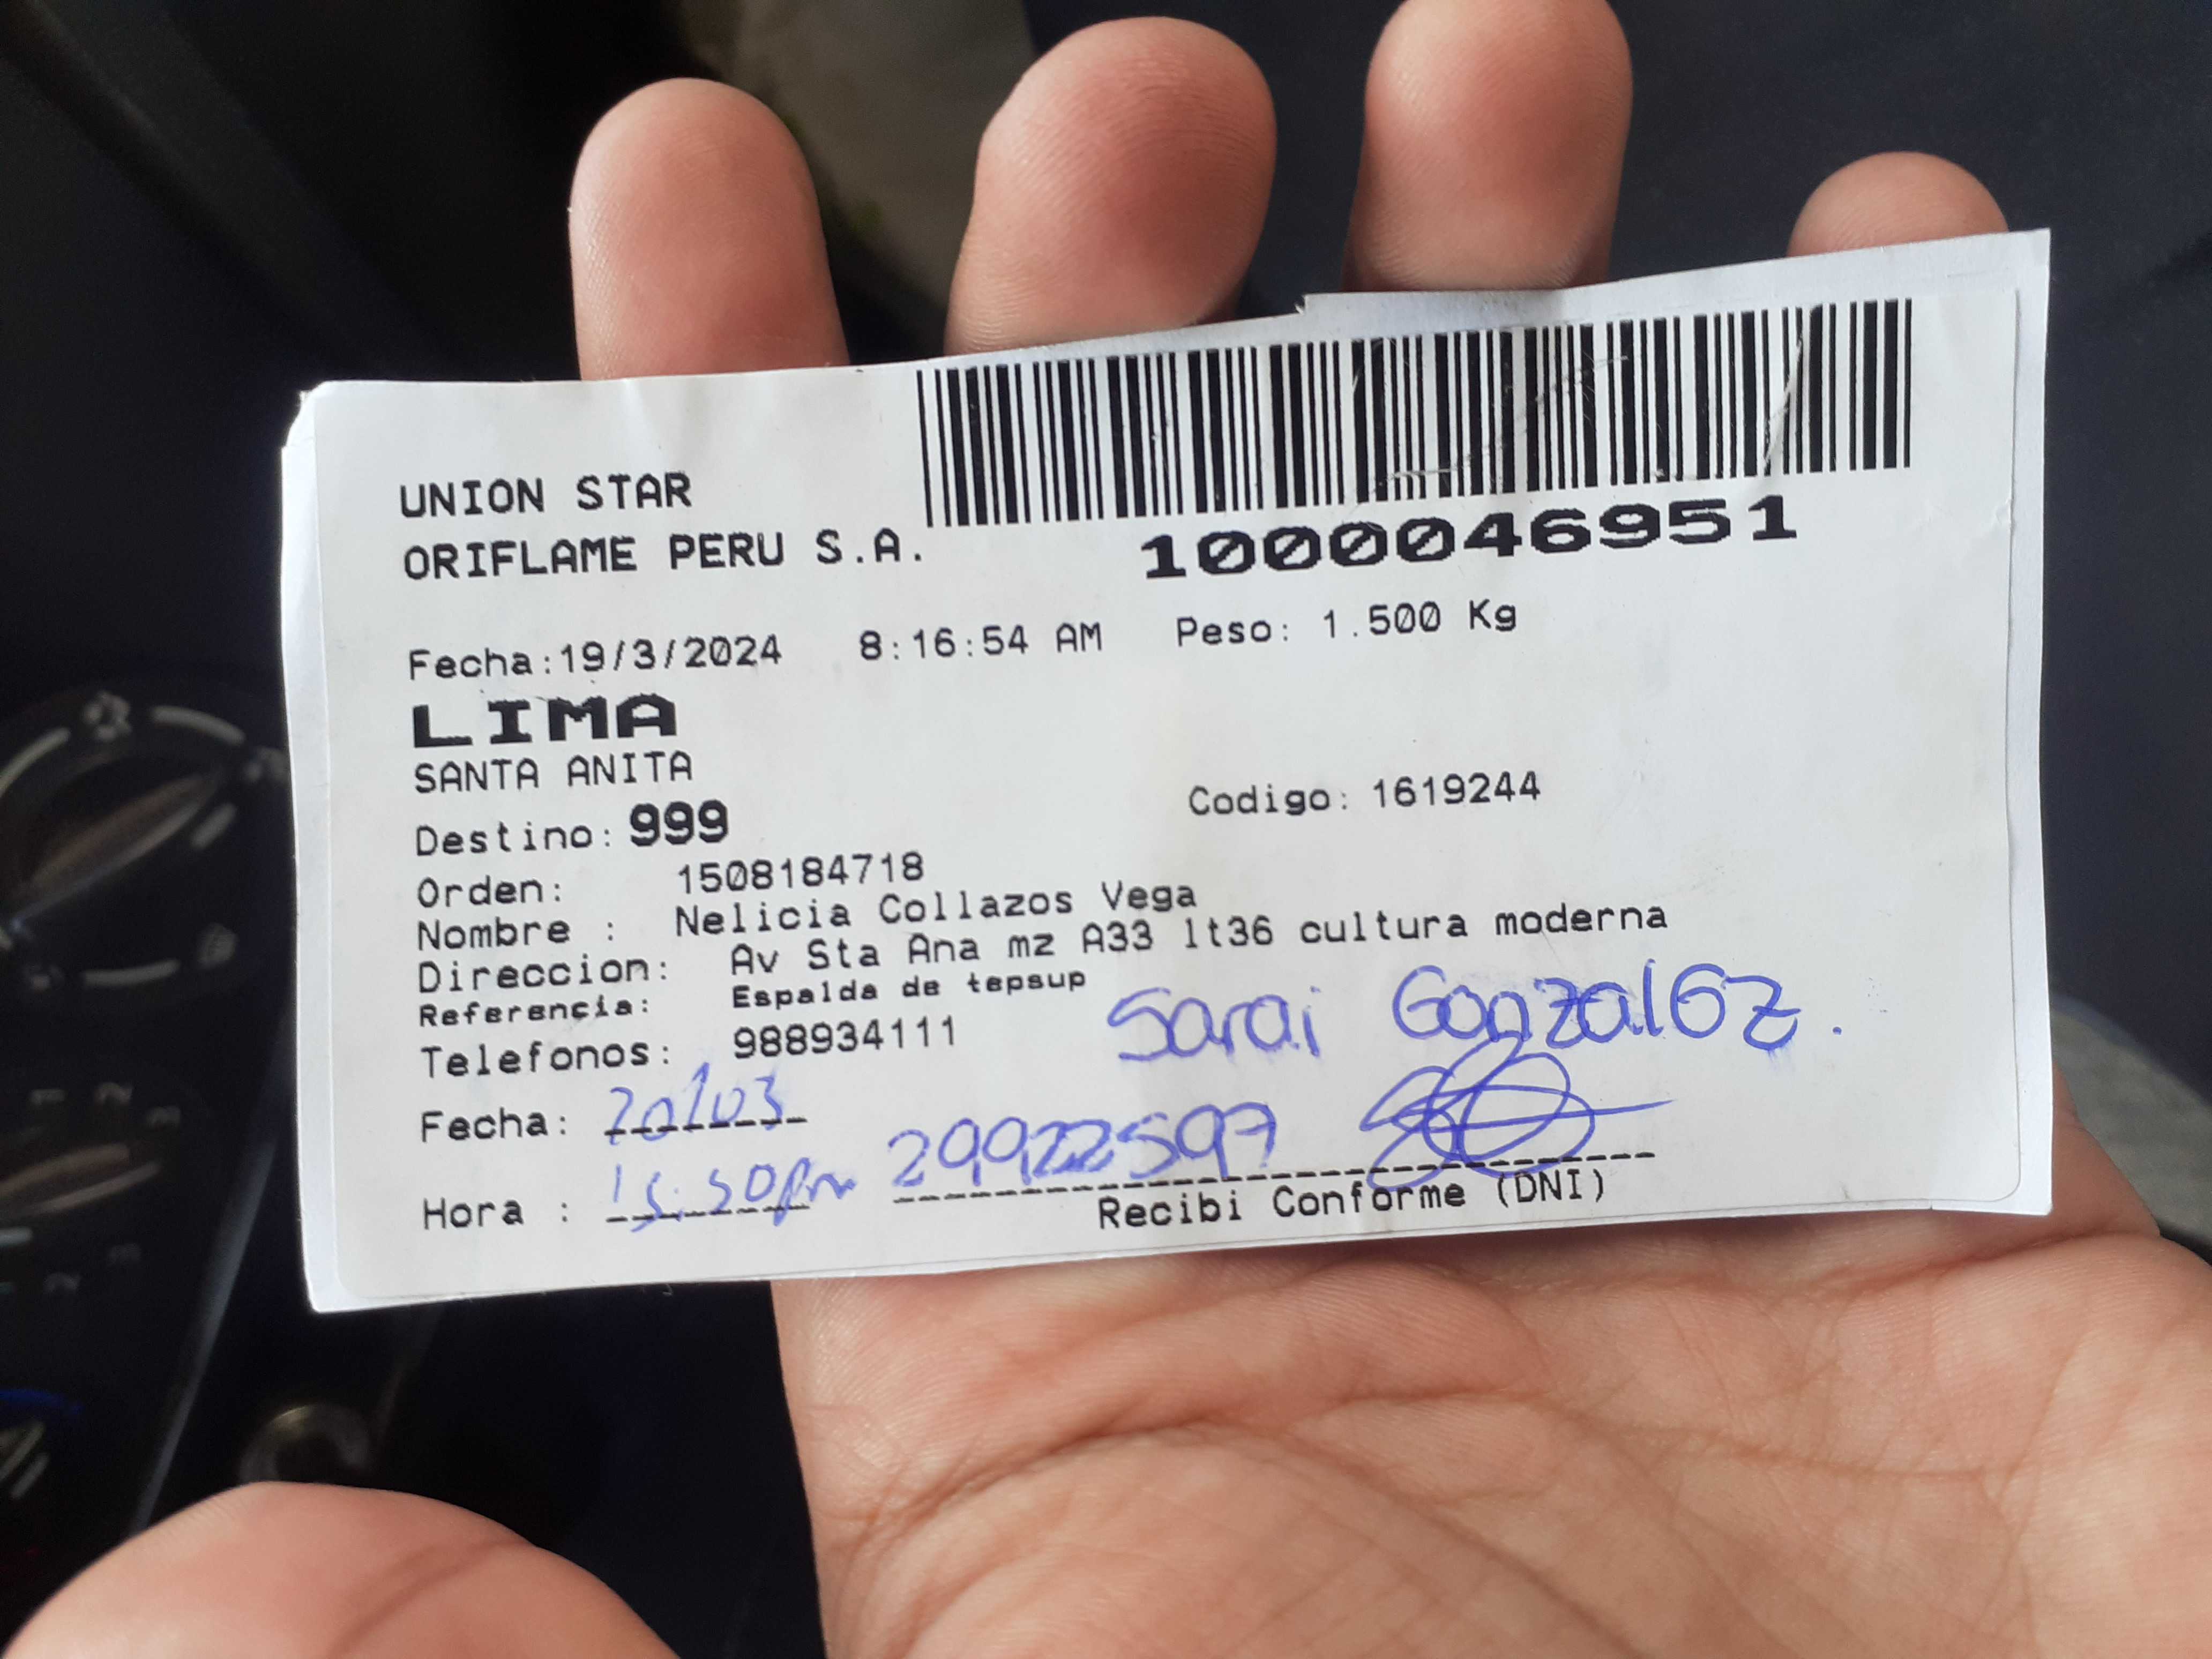 UNION STAR
ORIFLAME PERU S.A.
1000046951
Fecha:19/3/2024 8:16:54 AM Peso: 1.500 Kg
LIMA
SANTA ANITA
Destino: 999 Codigo: 1619244
Orden: 1508184718
Nombre : Nelicia Collazos Vega
Direccion: Av Sta Ana mz A33 lt36 cultura moderna
Referencia: Espalda de tepsup
Telefonos: 988934111
Sarai GonzalGz.
Fecha: 20/03
Hora : 15:50pm 29922597
Recibi Conforme (DNI)